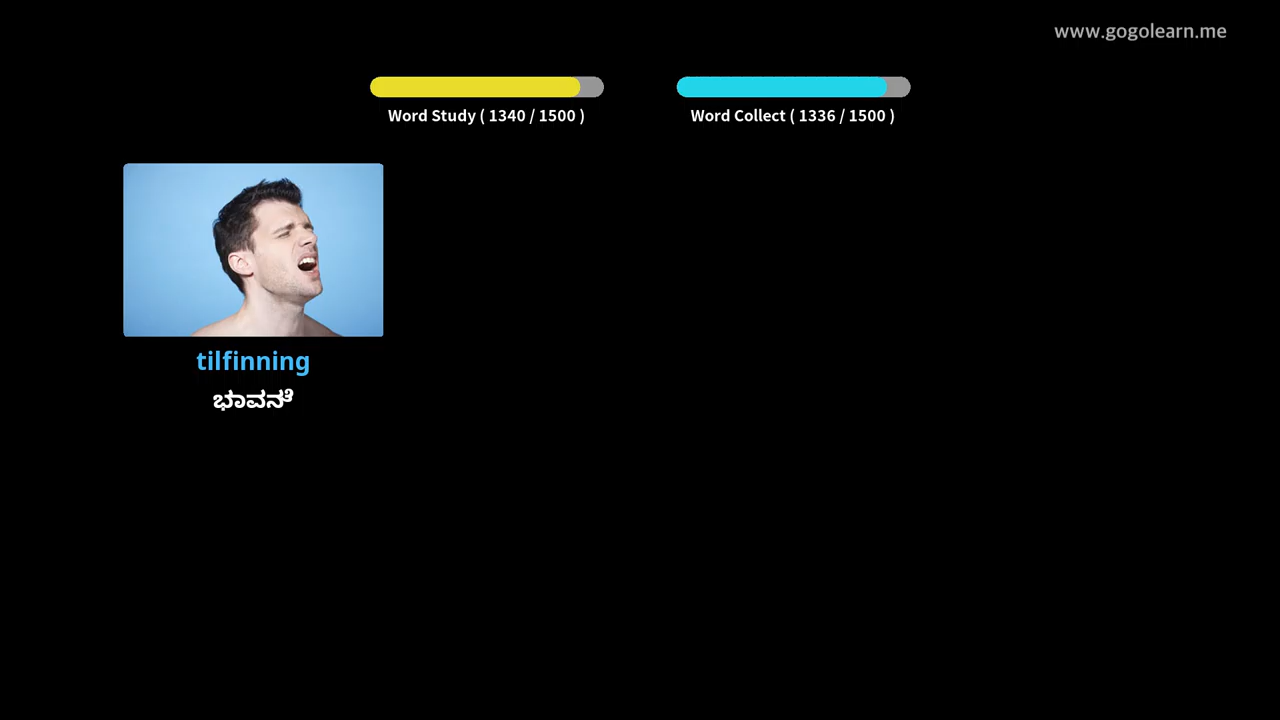 www.gogolearn.me
Word Study ( 1340 / 1500 )
Word Collect ( 1336 / 1500 )
tilfinning
ಭಾವನೆ